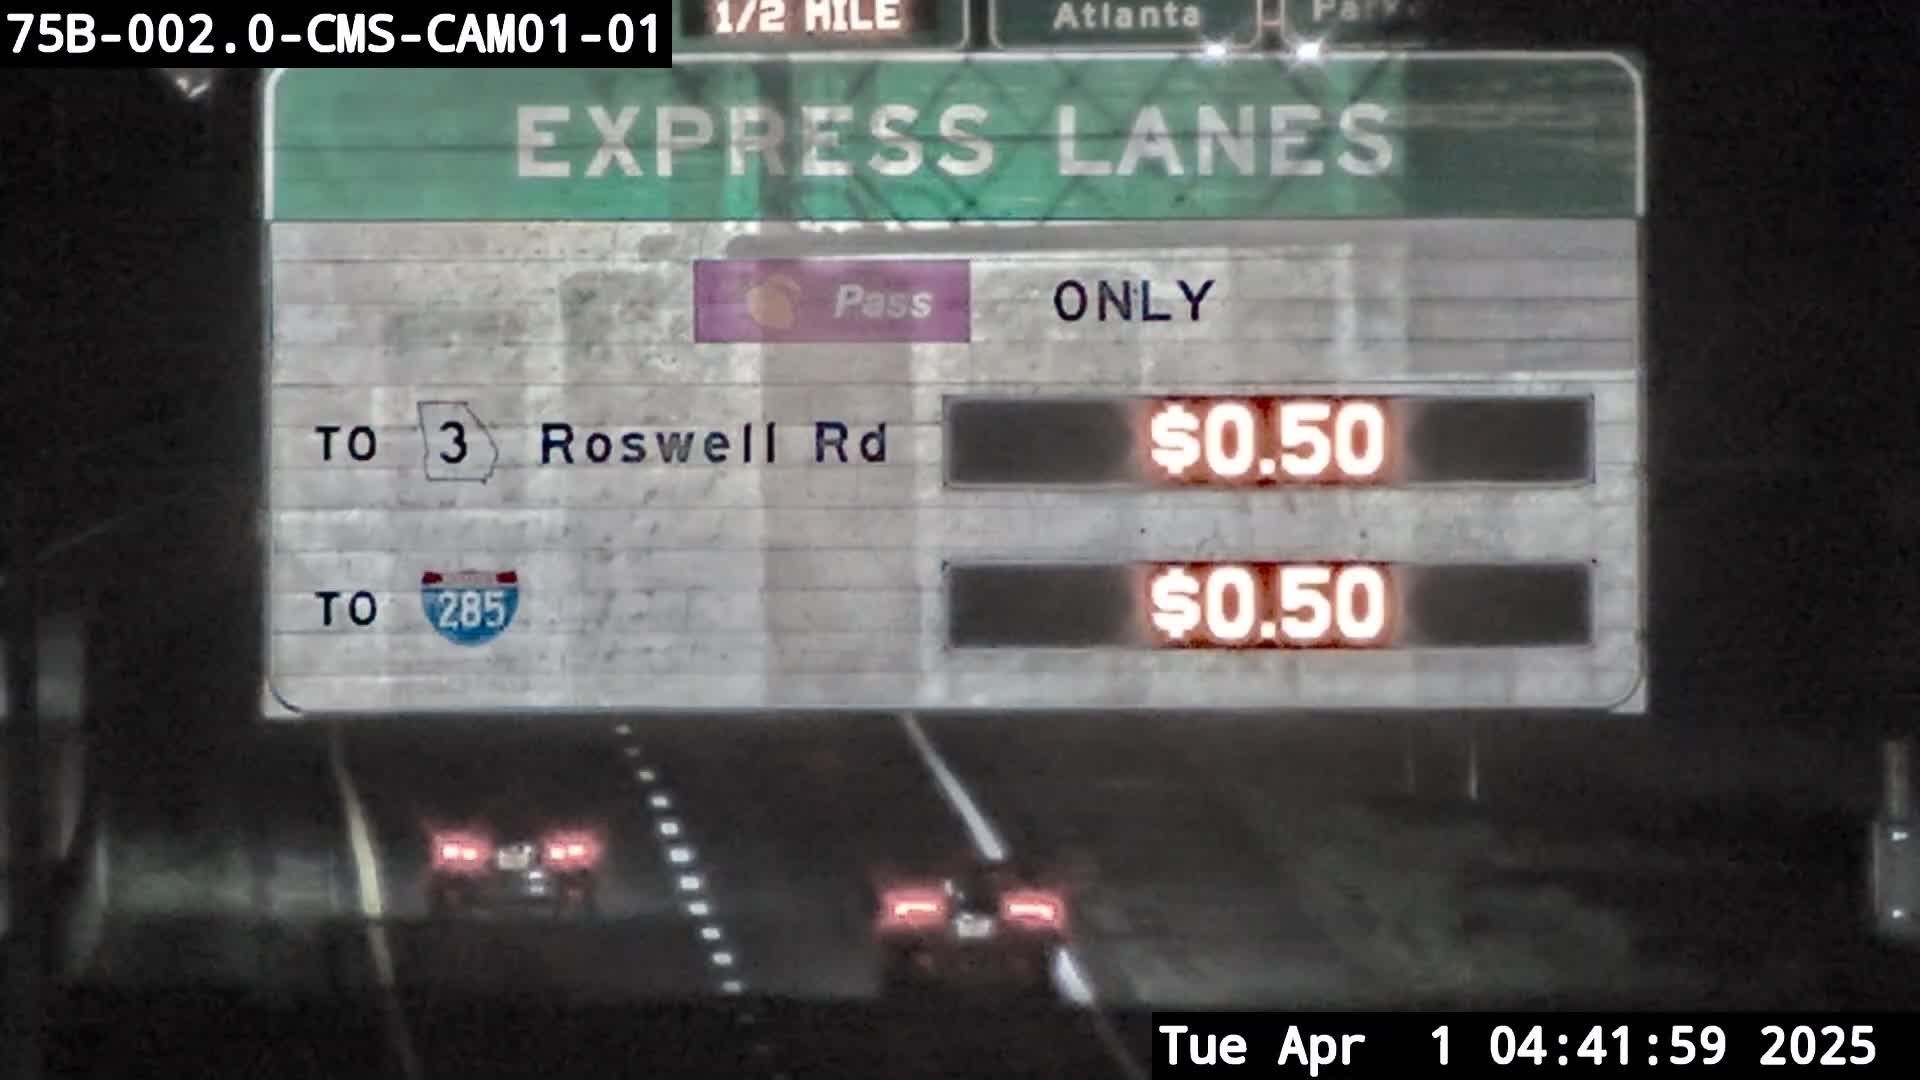 75B-002.0-CMS-CAM01-01
1/2 MILE
Atlanta
EXPRESS LANES
Pass ONLY
TO 3 Roswell Rd $0.50
TO 285 $0.50
Tue Apr 1 04:41:59 2025